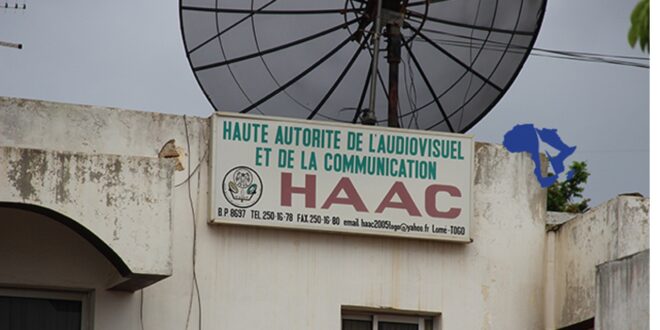 HAUTE AUTORITE DE L'AUDIOVISUEL
ET DE LA COMMUNICATION
HAAC
B.P 8697 TEL 250-16-78 FAX.250-16-80 email haac2005togo@yahoo.fr Lomé-TOGO